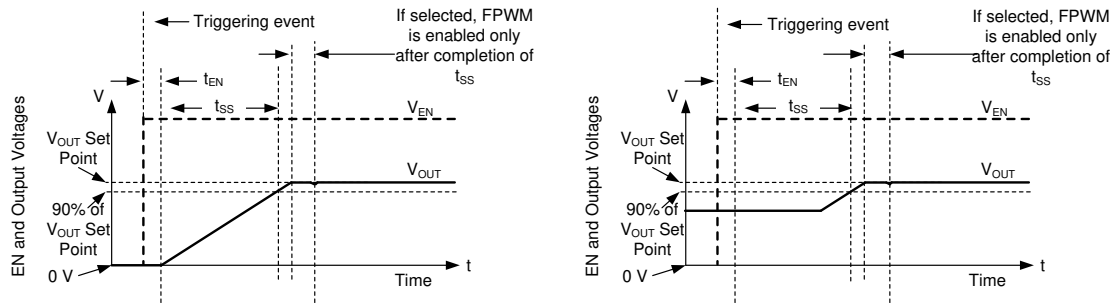 Triggering event
If selected, FPWM
is enabled only
after completion of
tSS
tEN
tSS
V
VEN
VOUT Set
Point
VOUT
90% of
VOUT Set
Point
0 V
t
Time
EN and Output Voltages
Triggering event
If selected, FPWM
is enabled only
after completion of
tSS
tEN
tSS
V
VEN
VOUT Set
Point
VOUT
90% of
VOUT Set
Point
0 V
t
Time
EN and Output Voltages